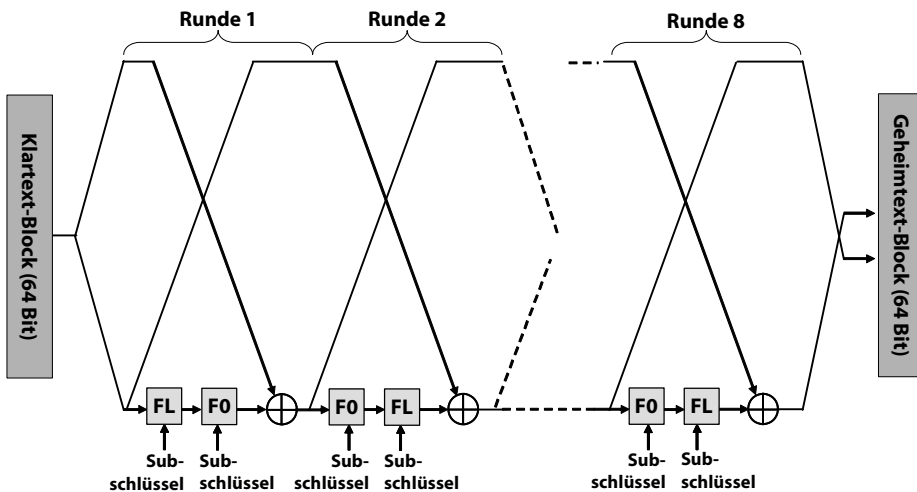 Runde 1
Runde 2
Runde 8
Klartext-Block (64 Bit)
Geheimtext-Block (64 Bit)
FL
F0
F0
FL
F0
FL
Sub-
schlüssel
Sub-
schlüssel
Sub-
schlüssel
Sub-
schlüssel
Sub-
schlüssel
Sub-
schlüssel